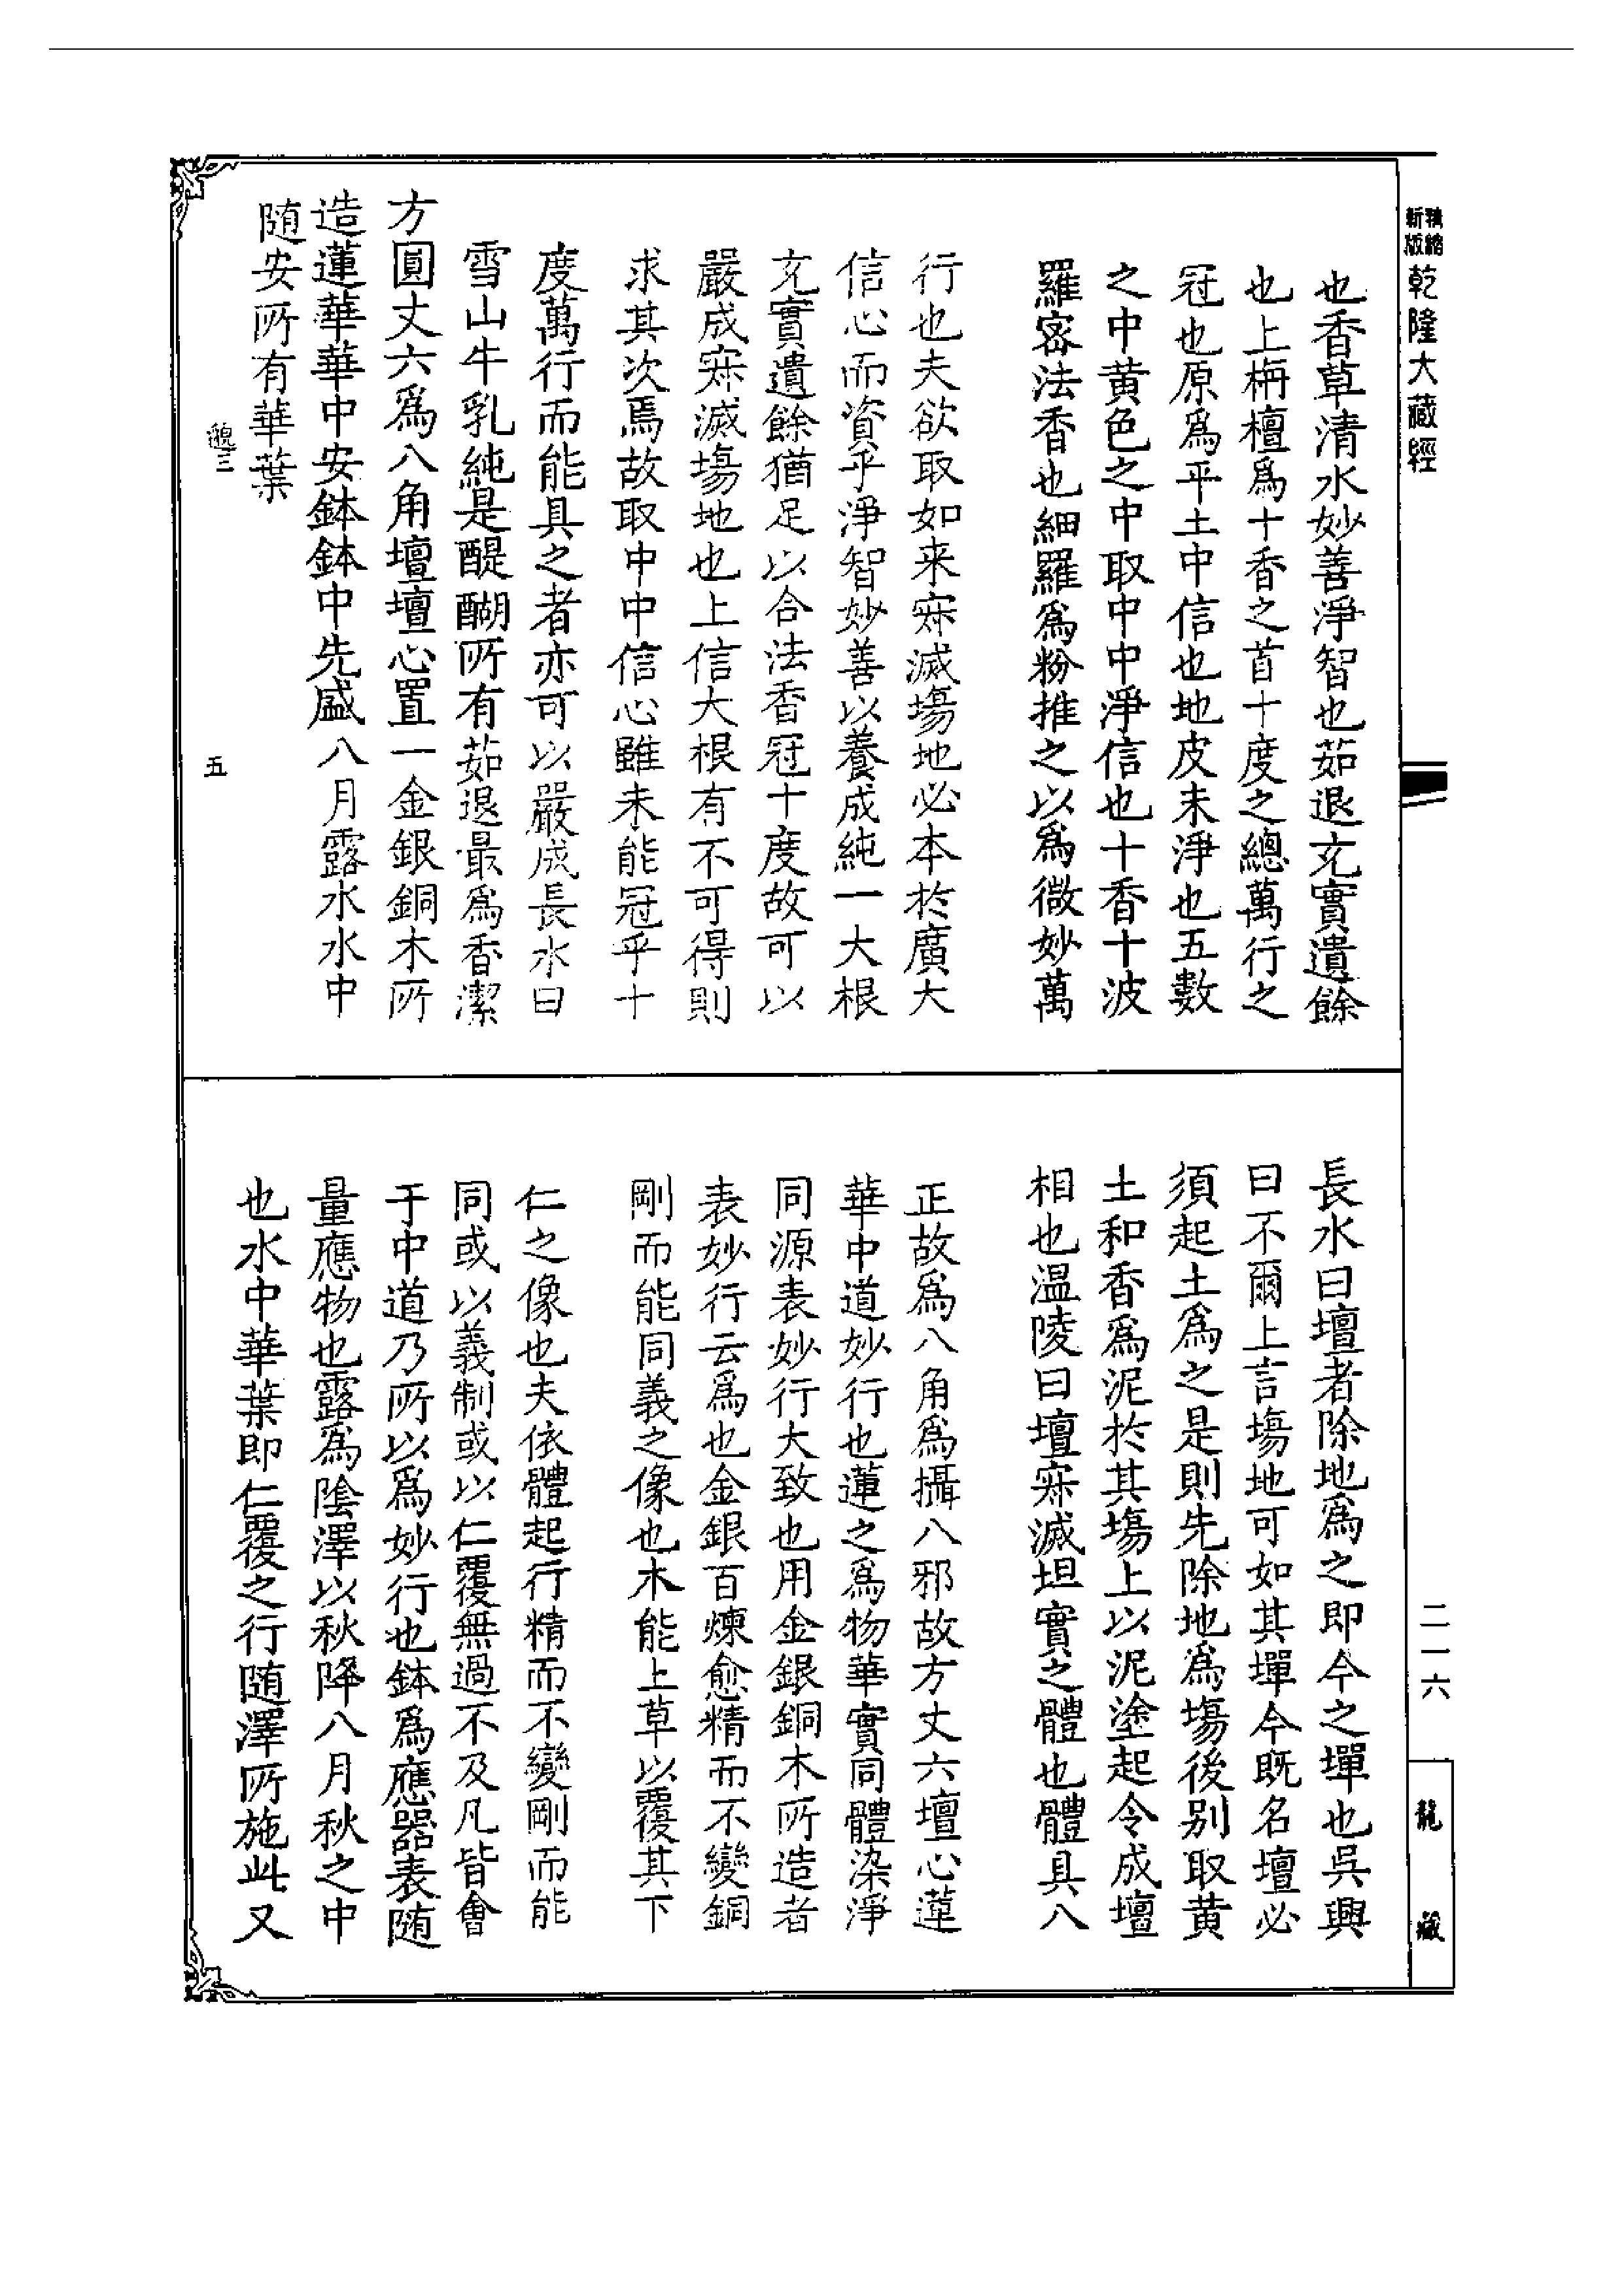 精縮
新版
乾隆大藏經
也香草清水妙善淨智也茹退充實遺餘
也上栴檀爲十香之首十度之總萬行之
冠也原爲平土中信也地皮末淨也五數
之中黃色之中取中中淨信也十香十波
羅密法香也細羅爲粉推之以爲微妙萬
行也夫欲取如来寂滅塲地必本於廣大
信心而資乎淨智妙善以養成純一大根
充實遺餘猶足以合法香冠十度故可以
嚴成寂滅塲地也上信大根有不可得則
求其次焉故取中中信心雖未能冠乎十
度萬行而能具之者亦可以嚴成長水曰
雪山牛乳純是醍醐所有茹退最爲香潔
方圓丈六爲八角壇壇心置一金銀銅木所
造蓮華華中安鉢鉢中先盛八月露水水中
随安所有華葉
三
五
長水曰壇者除地爲之即今之墠也吳興
曰不爾上言塲地可如其墠今既名壇必
須起土爲之是則先除地爲塲後别取黃
土和香爲泥於其塲上以泥塗起令成壇
相也温陵曰壇寂滅坦實之體也體具八
正故爲八角爲攝八邪故方丈六壇心蓮
華中道妙行也蓮之爲物華實同體染淨
同源表妙行大致也用金銀銅木所造者
表妙行云爲也金銀百煉愈精而不變銅
剛而能同義之像也木能上草以覆其下
仁之像也夫依體起行精而不變剛而能
同或以義制或以仁覆無過不及凡皆會
于中道乃所以爲妙行也鉢爲應器表随
量應物也露爲陰澤以秋降八月秋之中
也水中華葉即仁覆之行随澤所施此又
二一六
龍藏